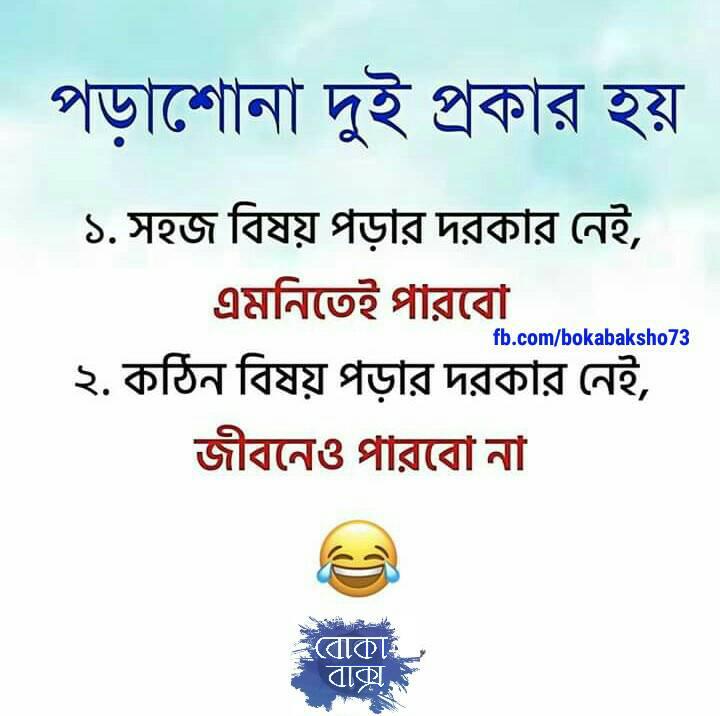 পড়াশোনা দুই প্রকার হয়
১. সহজ বিষয় পড়ার দরকার নেই,
এমনিতেই পারবো
fb.com/bokabaksho73
২. কঠিন বিষয় পড়ার দরকার নেই,
জীবনেও পারবো না
বোকা
বাক্স